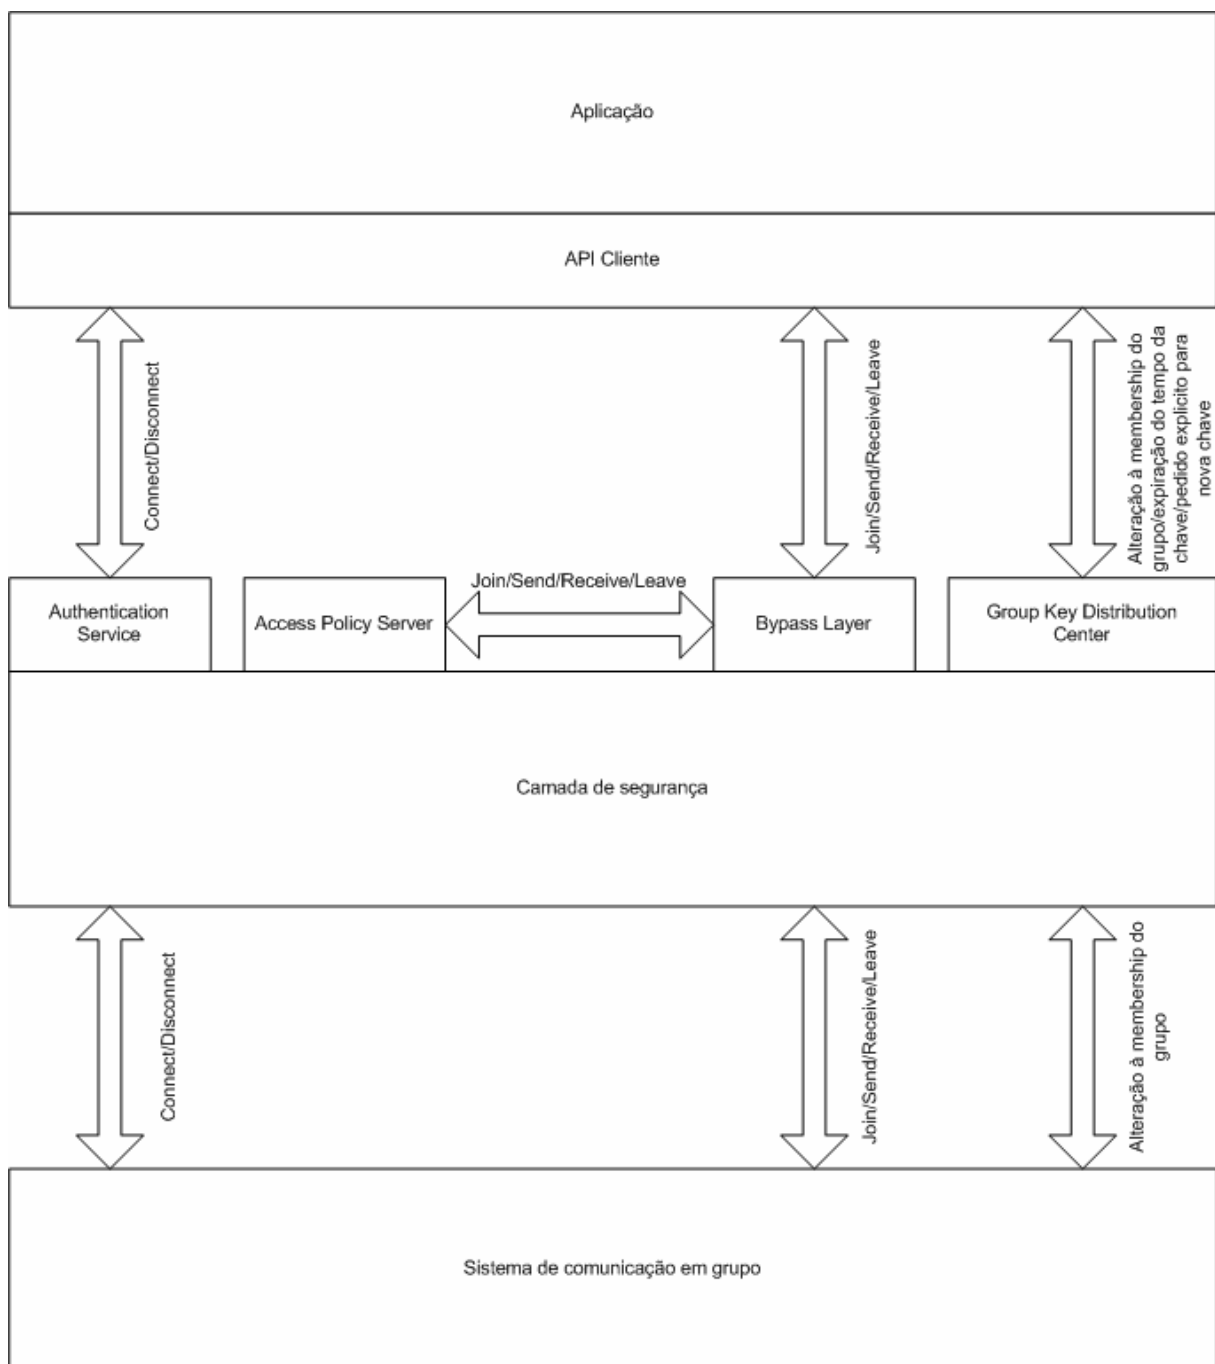 Aplicação
API Cliente
Connect/Disconnect
Join/Send/Receive/Leave
Alteração à membership do
grupo/expiração do tempo da
chave/pedido explicito para
nova chave
Join/Send/Receive/Leave
Authentication
Service
Access Policy Server
Bypass Layer
Group Key Distribution
Center
Camada de segurança
Connect/Disconnect
Join/Send/Receive/Leave
Alteração à membership do
grupo
Sistema de comunicação em grupo